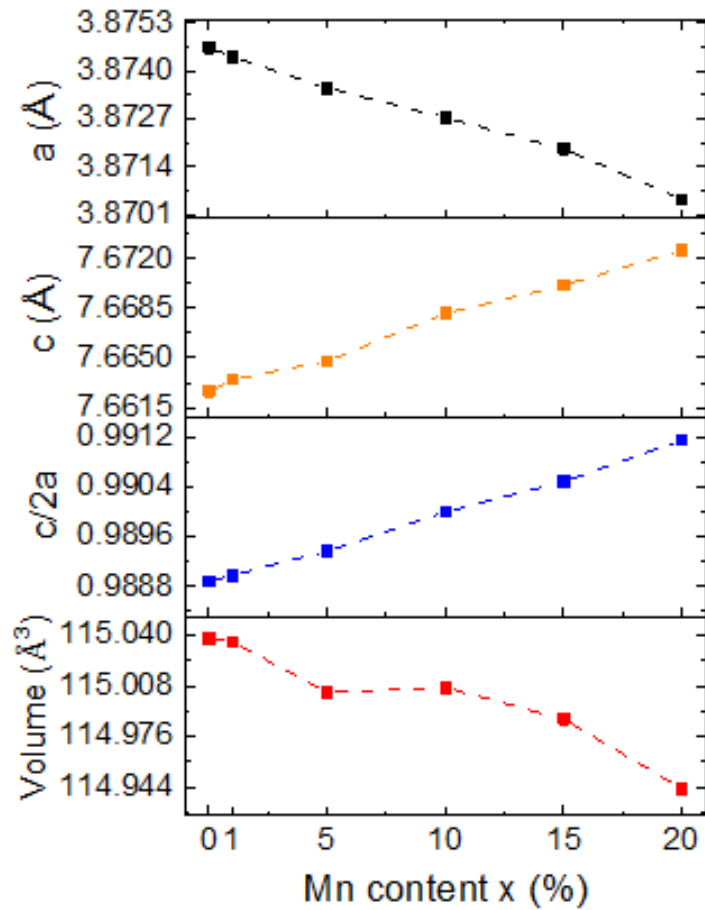 3.8753
3.8740
3.8727
3.8714
3.8701
a (Å)
7.6720
7.6685
7.6650
7.6615
c (Å)
0.9912
0.9904
0.9896
0.9888
c/2a
115.040
115.008
114.976
114.944
Volume (Å³)
0 1 5 10 15 20
Mn content x (%)